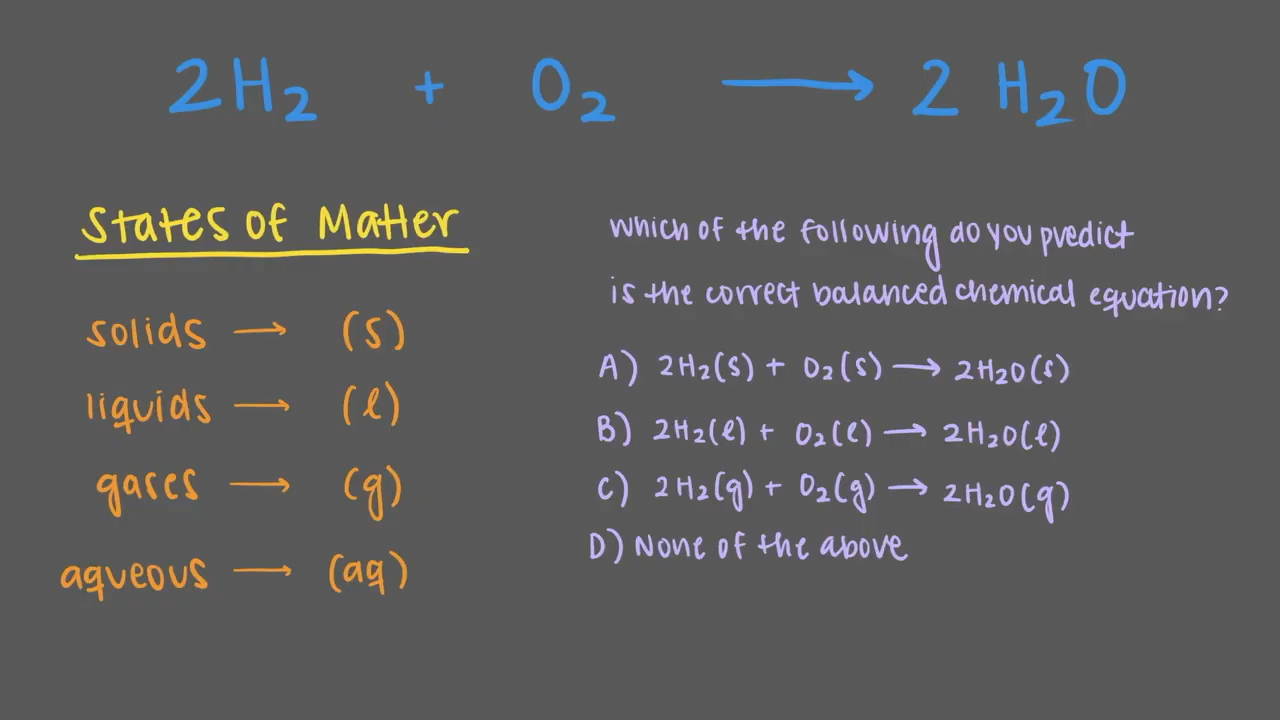 2H₂ + O₂ ⟶ 2 H₂O
States of Matter
solids ⟶ (s)
liquids ⟶ (l)
gases ⟶ (g)
aqueous ⟶ (aq)
Which of the following do you predict
is the correct balanced chemical equation?
A) 2H₂(s) + O₂(s) ⟶ 2H₂O(s)
B) 2H₂(l) + O₂(l) ⟶ 2H₂O(l)
C) 2H₂(g) + O₂(g) ⟶ 2H₂O(g)
D) None of the above